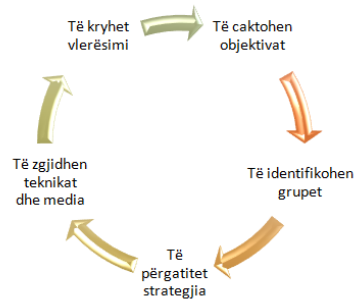 Të kryhet
vlerësimi
Të caktohen
objektivat
Të identifikohen
grupet
Të
përgatitet
strategjia
Të zgjidhen
teknikat
dhe media